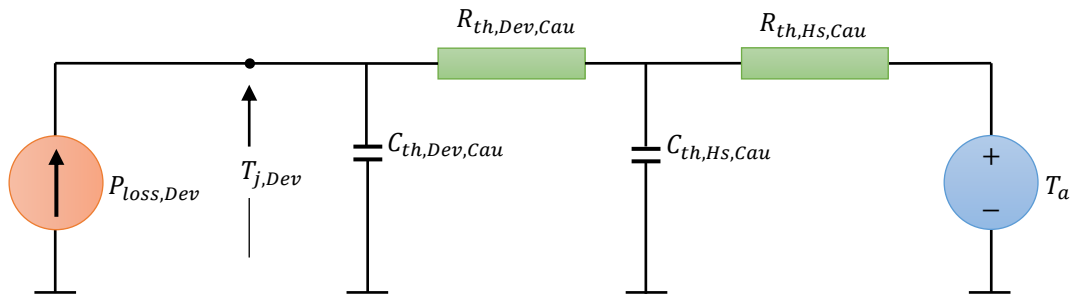 R_{th,Dev,Cau}
R_{th,Hs,Cau}
C_{th,Dev,Cau}
C_{th,Hs,Cau}
T_{j,Dev}
P_{loss,Dev}
+
−
T_a